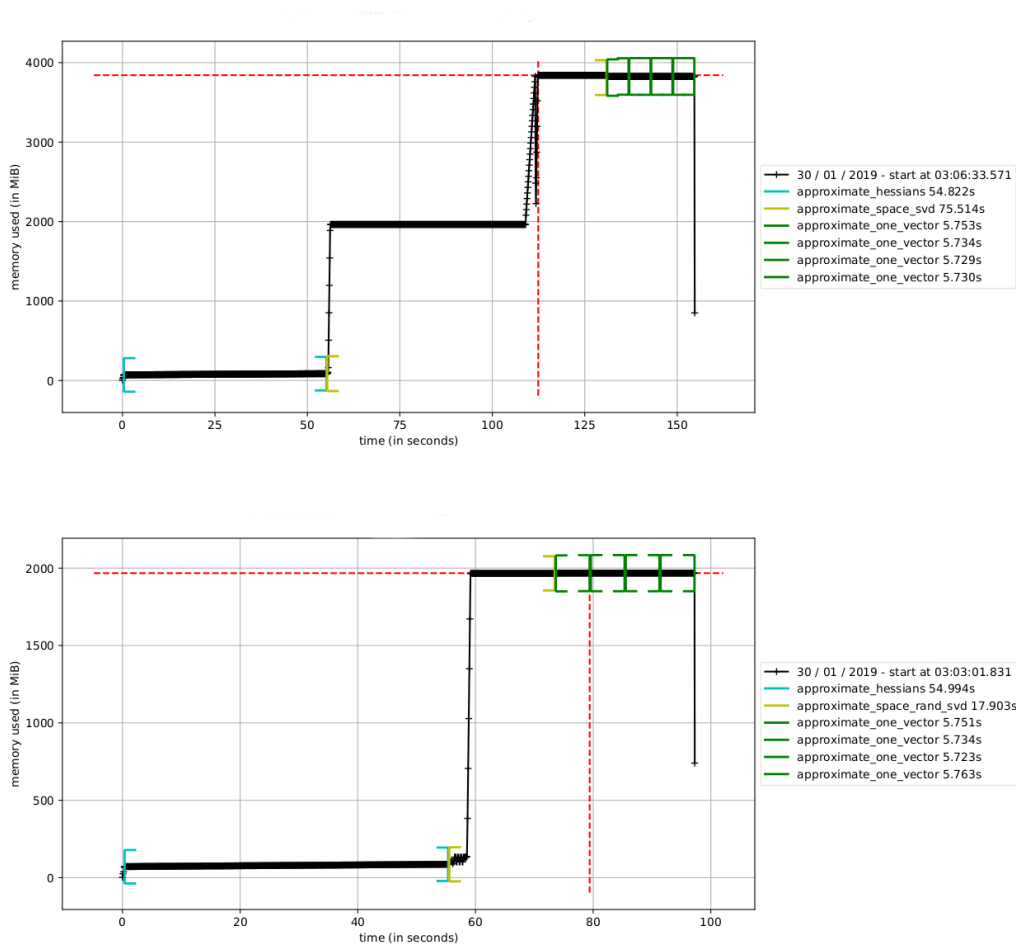 4000
3000
2000
1000
0
memory used (in MiB)
0 25 50 75 100 125 150
time (in seconds)
30 / 01 / 2019 - start at 03:06:33.571
approximate_hessians 54.822s
approximate_space_svd 75.514s
approximate_one_vector 5.753s
approximate_one_vector 5.734s
approximate_one_vector 5.729s
approximate_one_vector 5.730s
2000
1500
1000
500
0
memory used (in MiB)
0 20 40 60 80 100
time (in seconds)
30 / 01 / 2019 - start at 03:03:01.831
approximate_hessians 54.994s
approximate_space_rand_svd 17.903s
approximate_one_vector 5.751s
approximate_one_vector 5.734s
approximate_one_vector 5.723s
approximate_one_vector 5.763s